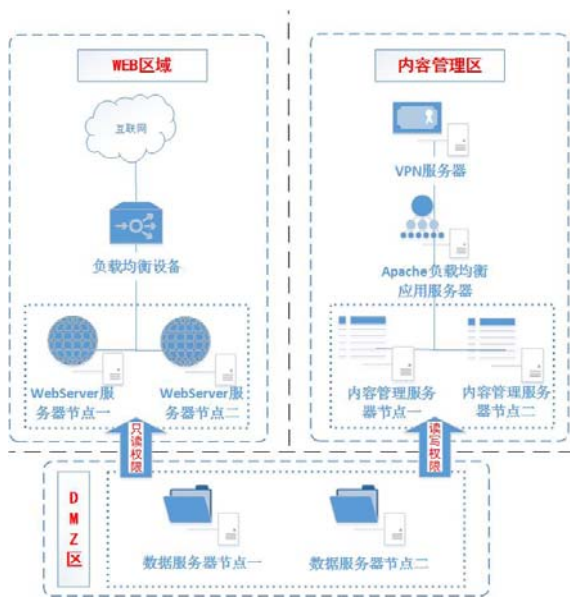 WEB区域
互联网
负载均衡设备
WebServer服
务器节点一
WebServer服
务器节点二
内容管理区
VPN服务器
Apache负载均衡
应用服务器
内容管理服务
器节点一
内容管理服务
器节点二
只读权限
读写权限
DMZ区
数据服务器节点一
数据服务器节点二